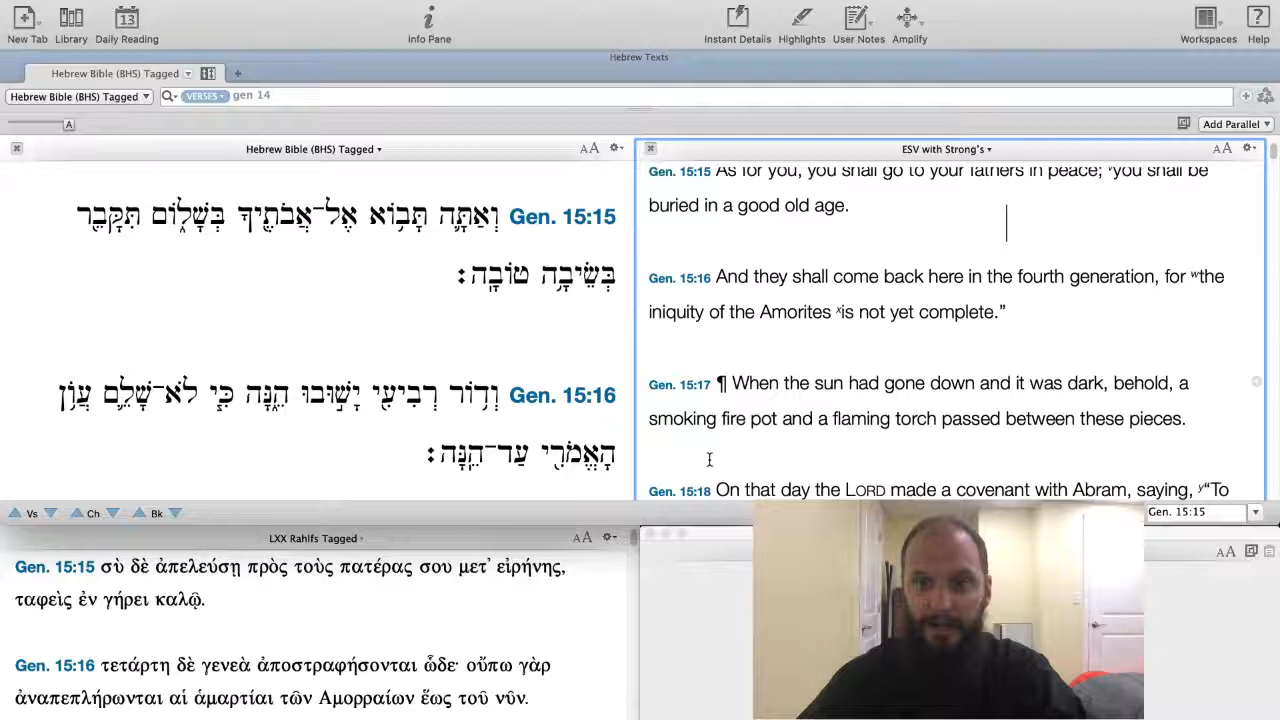 New Tab Library Daily Reading Info Pane Instant Details Highlights User Notes Amplify Workspaces Help
13
Hebrew Texts
Hebrew Bible (BHS) Tagged
Hebrew Bible (BHS) Tagged VERSES gen 14
A Add Parallel
Hebrew Bible (BHS) Tagged AA
Gen. 15:15 וְאַתָּ֛ה תָּב֥וֹא אֶל־אֲבֹתֶ֖יךָ בְּשָׁל֑וֹם תִּקָּבֵ֖ר
בְּשֵׂיבָ֥ה טוֹבָֽה׃
Gen. 15:16 וְד֥וֹר רְבִיעִ֖י יָשׁ֣וּבוּ הֵ֑נָּה כִּ֧י לֹא־שָׁלֵ֛ם עֲוֺ֥ן
הָאֱמֹרִ֖י עַד־הֵֽנָּה׃
ESV with Strong's AA
Gen. 15:15 As for you, you shall go to your fathers in peace; vyou shall be
buried in a good old age.
Gen. 15:16 And they shall come back here in the fourth generation, for wthe
iniquity of the Amorites xis not yet complete.”
Gen. 15:17 ¶ When the sun had gone down and it was dark, behold, a
smoking fire pot and a flaming torch passed between these pieces.
Gen. 15:18 On that day the LORD made a covenant with Abram, saying, y“To
Vs Ch Bk Gen. 15:15
LXX Rahlfs Tagged AA
Gen. 15:15 σὺ δὲ ἀπελεύσῃ πρὸς τοὺς πατέρας σου μετ’ εἰρήνης,
ταφεὶς ἐν γήρει καλῷ.
Gen. 15:16 τετάρτη δὲ γενεὰ ἀποστραφήσονται ὧδε· οὔπω γὰρ
ἀναπεπλήρωνται αἱ ἁμαρτίαι τῶν Αμορραίων ἕως τοῦ νῦν.
AA